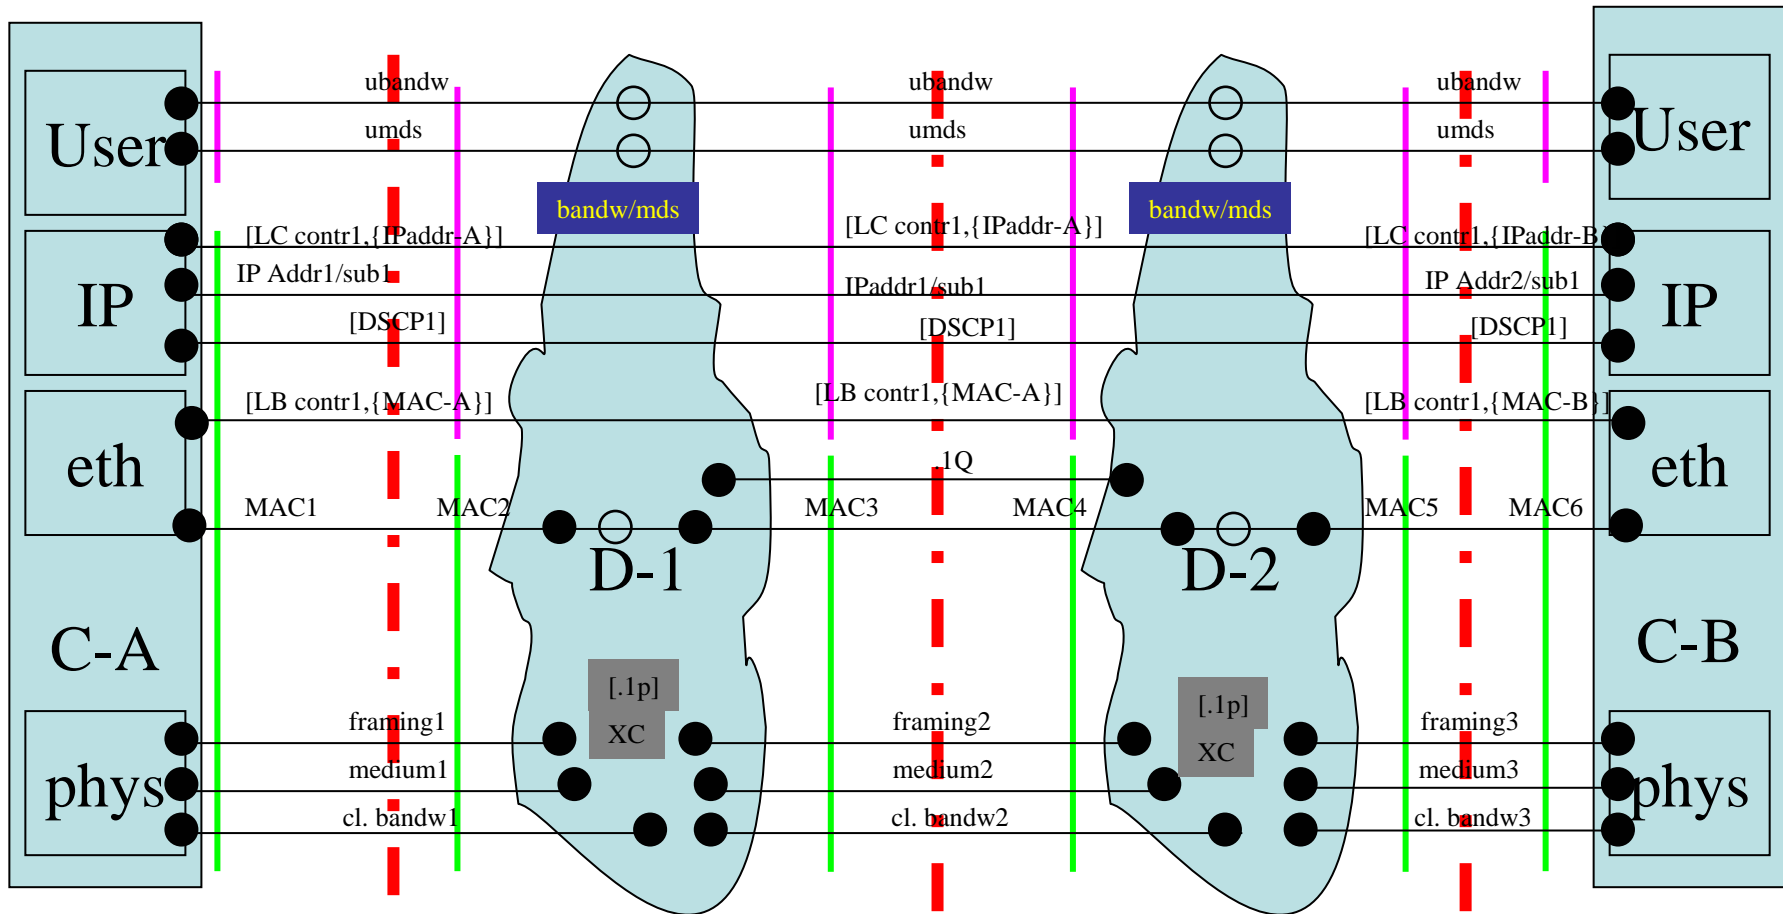 ubandw ubandw ubandw
User umds umds umds User
bandw/mds bandw/mds
[LC contr1,{IPaddr-A}] [LC contr1,{IPaddr-A}] [LC contr1,{IPaddr-B}
IP Addr1/sub1 IPaddr1/sub1 IP Addr2/sub1
IP [DSCP1] [DSCP1] [DSCP1] IP
[LB contr1,{MAC-A}] [LB contr1,{MAC-A}] [LB contr1,{MAC-B}]
eth .1Q eth
MAC1 MAC2 MAC3 MAC4 MAC5 MAC6
D-1 D-2
C-A C-B
[.1p] [.1p]
framing1 XC framing2 XC framing3
phys medium1 medium2 medium3 phys
cl. bandw1 cl. bandw2 cl. bandw3